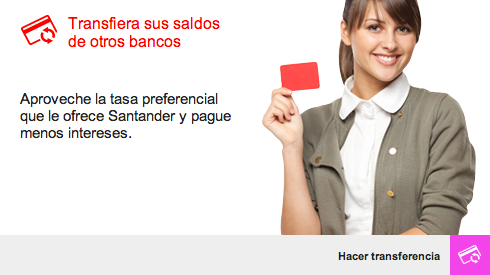 Transfiera sus saldos
de otros bancos
Aproveche la tasa preferencial
que le ofrece Santander y pague
menos intereses.
Hacer transferencia